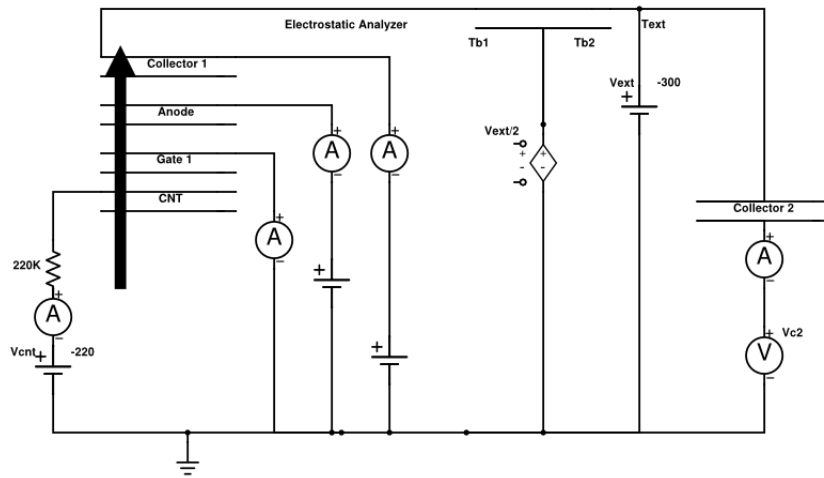 Electrostatic Analyzer
Text
Tb1
Tb2
Collector 1
Vext
-300
+
Anode
+
+
Vext/2
A
A
+
-
+
-
Gate 1
-
-
+
CNT
Collector 2
A
+
220K
-
A
+
-
+
A
-
Vcnt
+
-220
+
+
V
Vc2
-